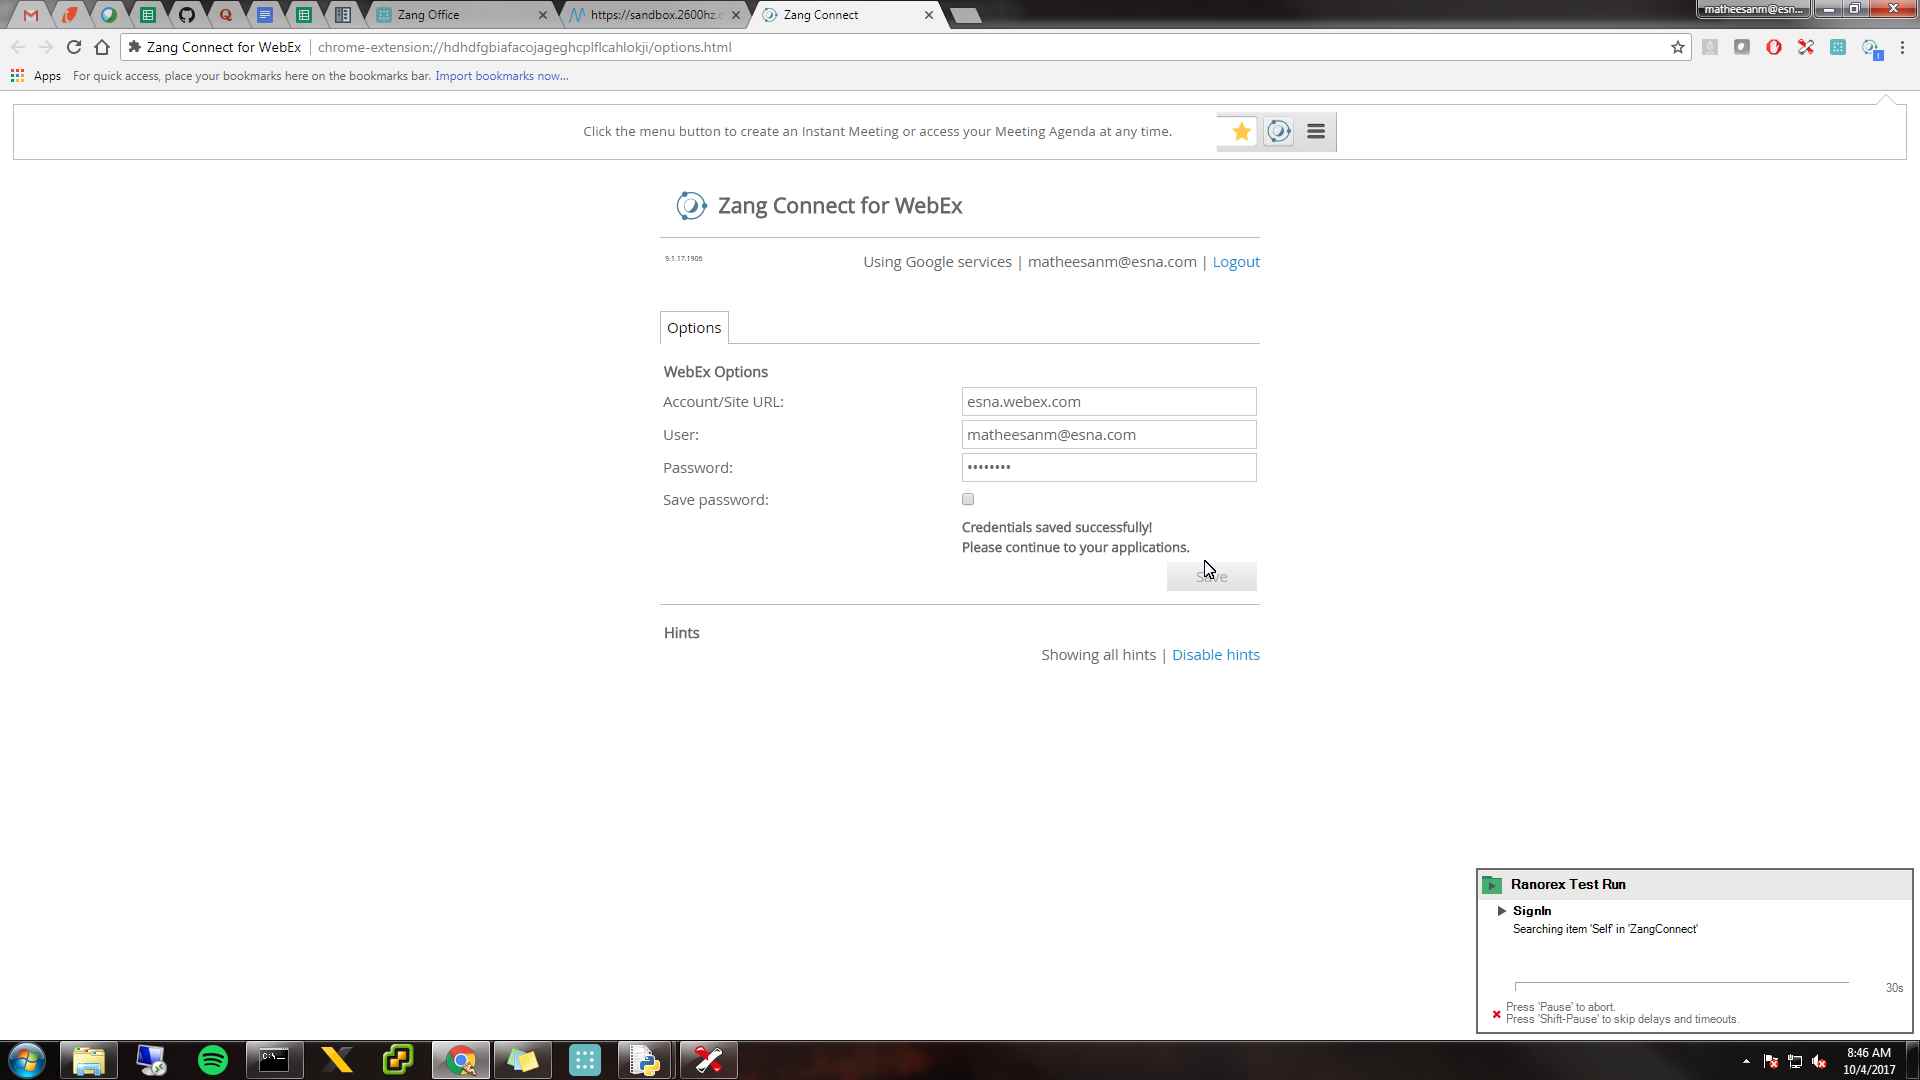 Zang Office
https://sandbox.2600hz.c
Zang Connect
matheesanm@esn...
Zang Connect for WebEx
chrome-extension://hdhdfgbiafacojageghcplflcahlokji/options.html
Apps
For quick access, place your bookmarks here on the bookmarks bar. Import bookmarks now...
Click the menu button to create an Instant Meeting or access your Meeting Agenda at any time.
Zang Connect for WebEx
9.1.17.1905
Using Google services | matheesanm@esna.com | Logout
Options
WebEx Options
Account/Site URL:
esna.webex.com
User:
matheesanm@esna.com
Password:
••••••••
Save password:
Credentials saved successfully!
Please continue to your applications.
Save
Hints
Showing all hints | Disable hints
Ranorex Test Run
SignIn
Searching item 'Self' in 'ZangConnect'
30s
Press 'Pause' to abort.
Press 'Shift-Pause' to skip delays and timeouts.
8:46 AM
10/4/2017